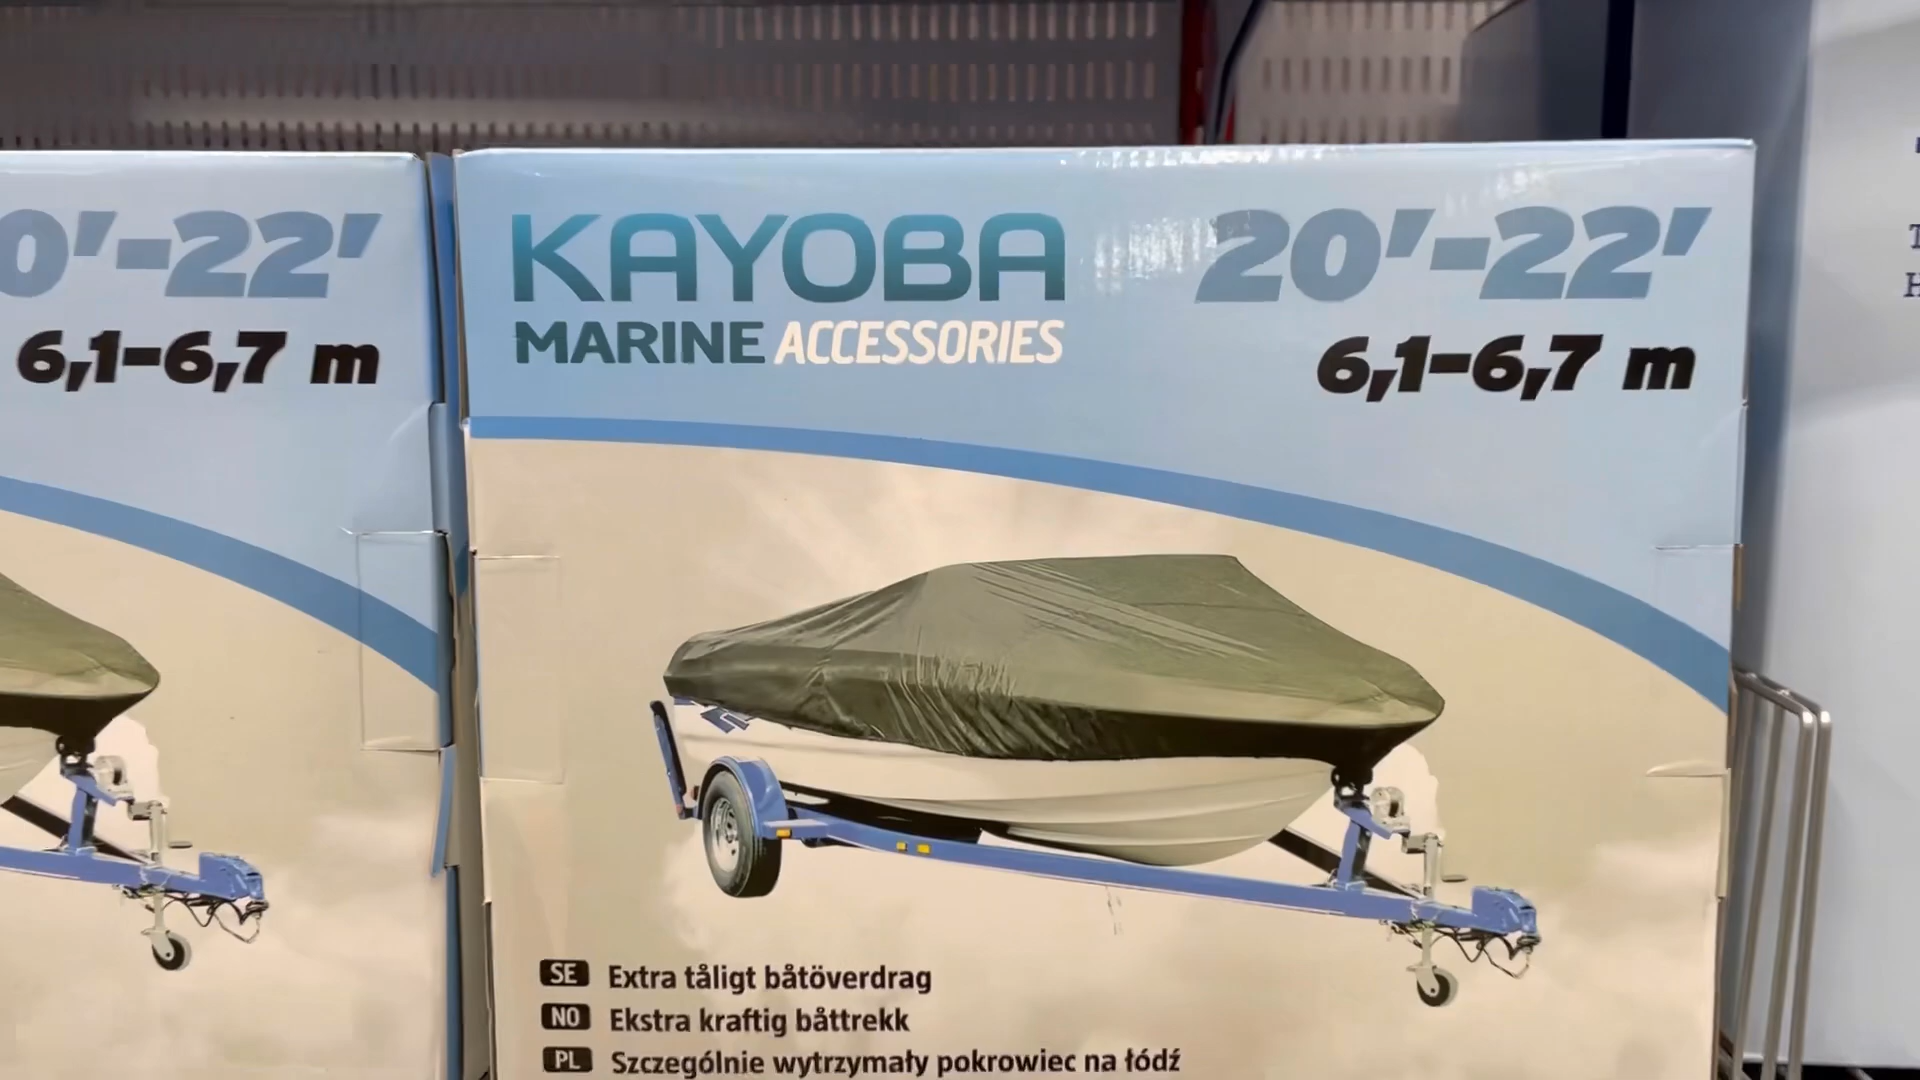 0'-22'
6,1-6,7 m
KAYOBA
MARINE ACCESSORIES
20'-22'
6,1-6,7 m
SE Extra tåligt båtöverdrag
NO Ekstra kraftig båttrekk
PL Szczególnie wytrzymały pokrowiec na łódź